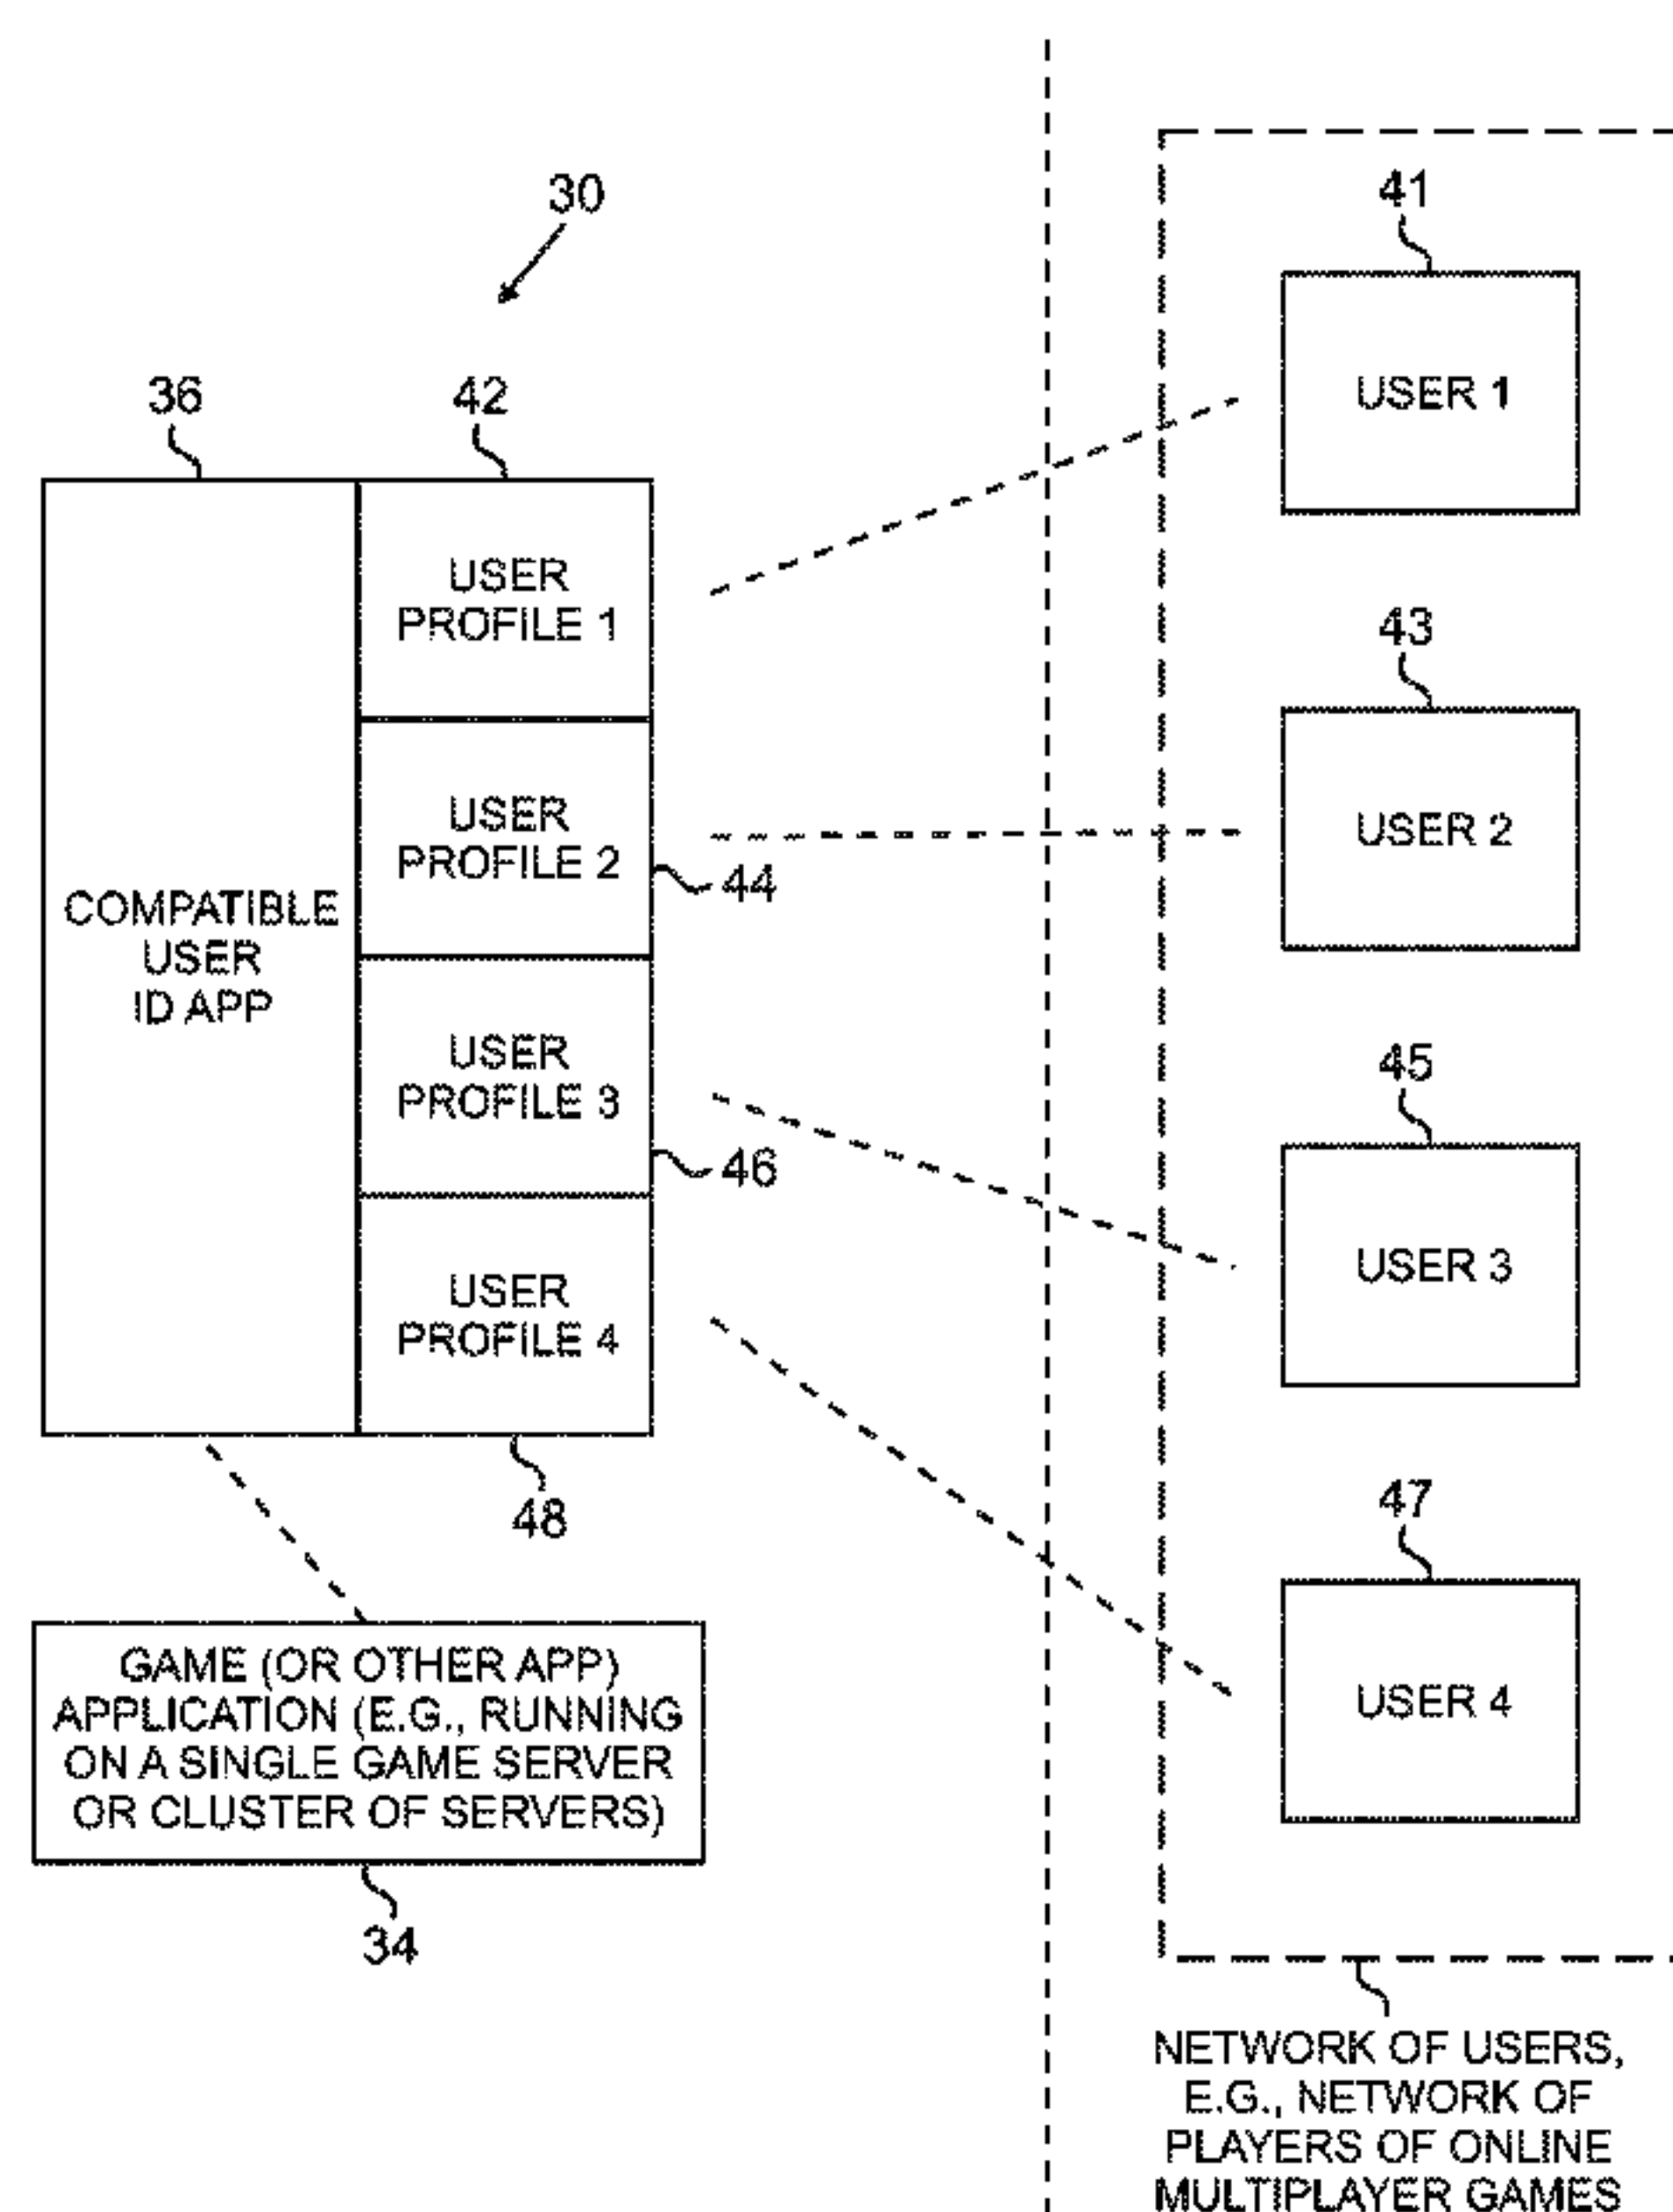 30
36
42
COMPATIBLE
USER
ID APP
USER
PROFILE 1
USER
PROFILE 2
44
USER
PROFILE 3
46
USER
PROFILE 4
48
GAME (OR OTHER APP)
APPLICATION (E.G., RUNNING
ON A SINGLE GAME SERVER
OR CLUSTER OF SERVERS)
34
41
USER 1
43
USER 2
45
USER 3
47
USER 4
NETWORK OF USERS,
E.G., NETWORK OF
PLAYERS OF ONLINE
MULTIPLAYER GAMES